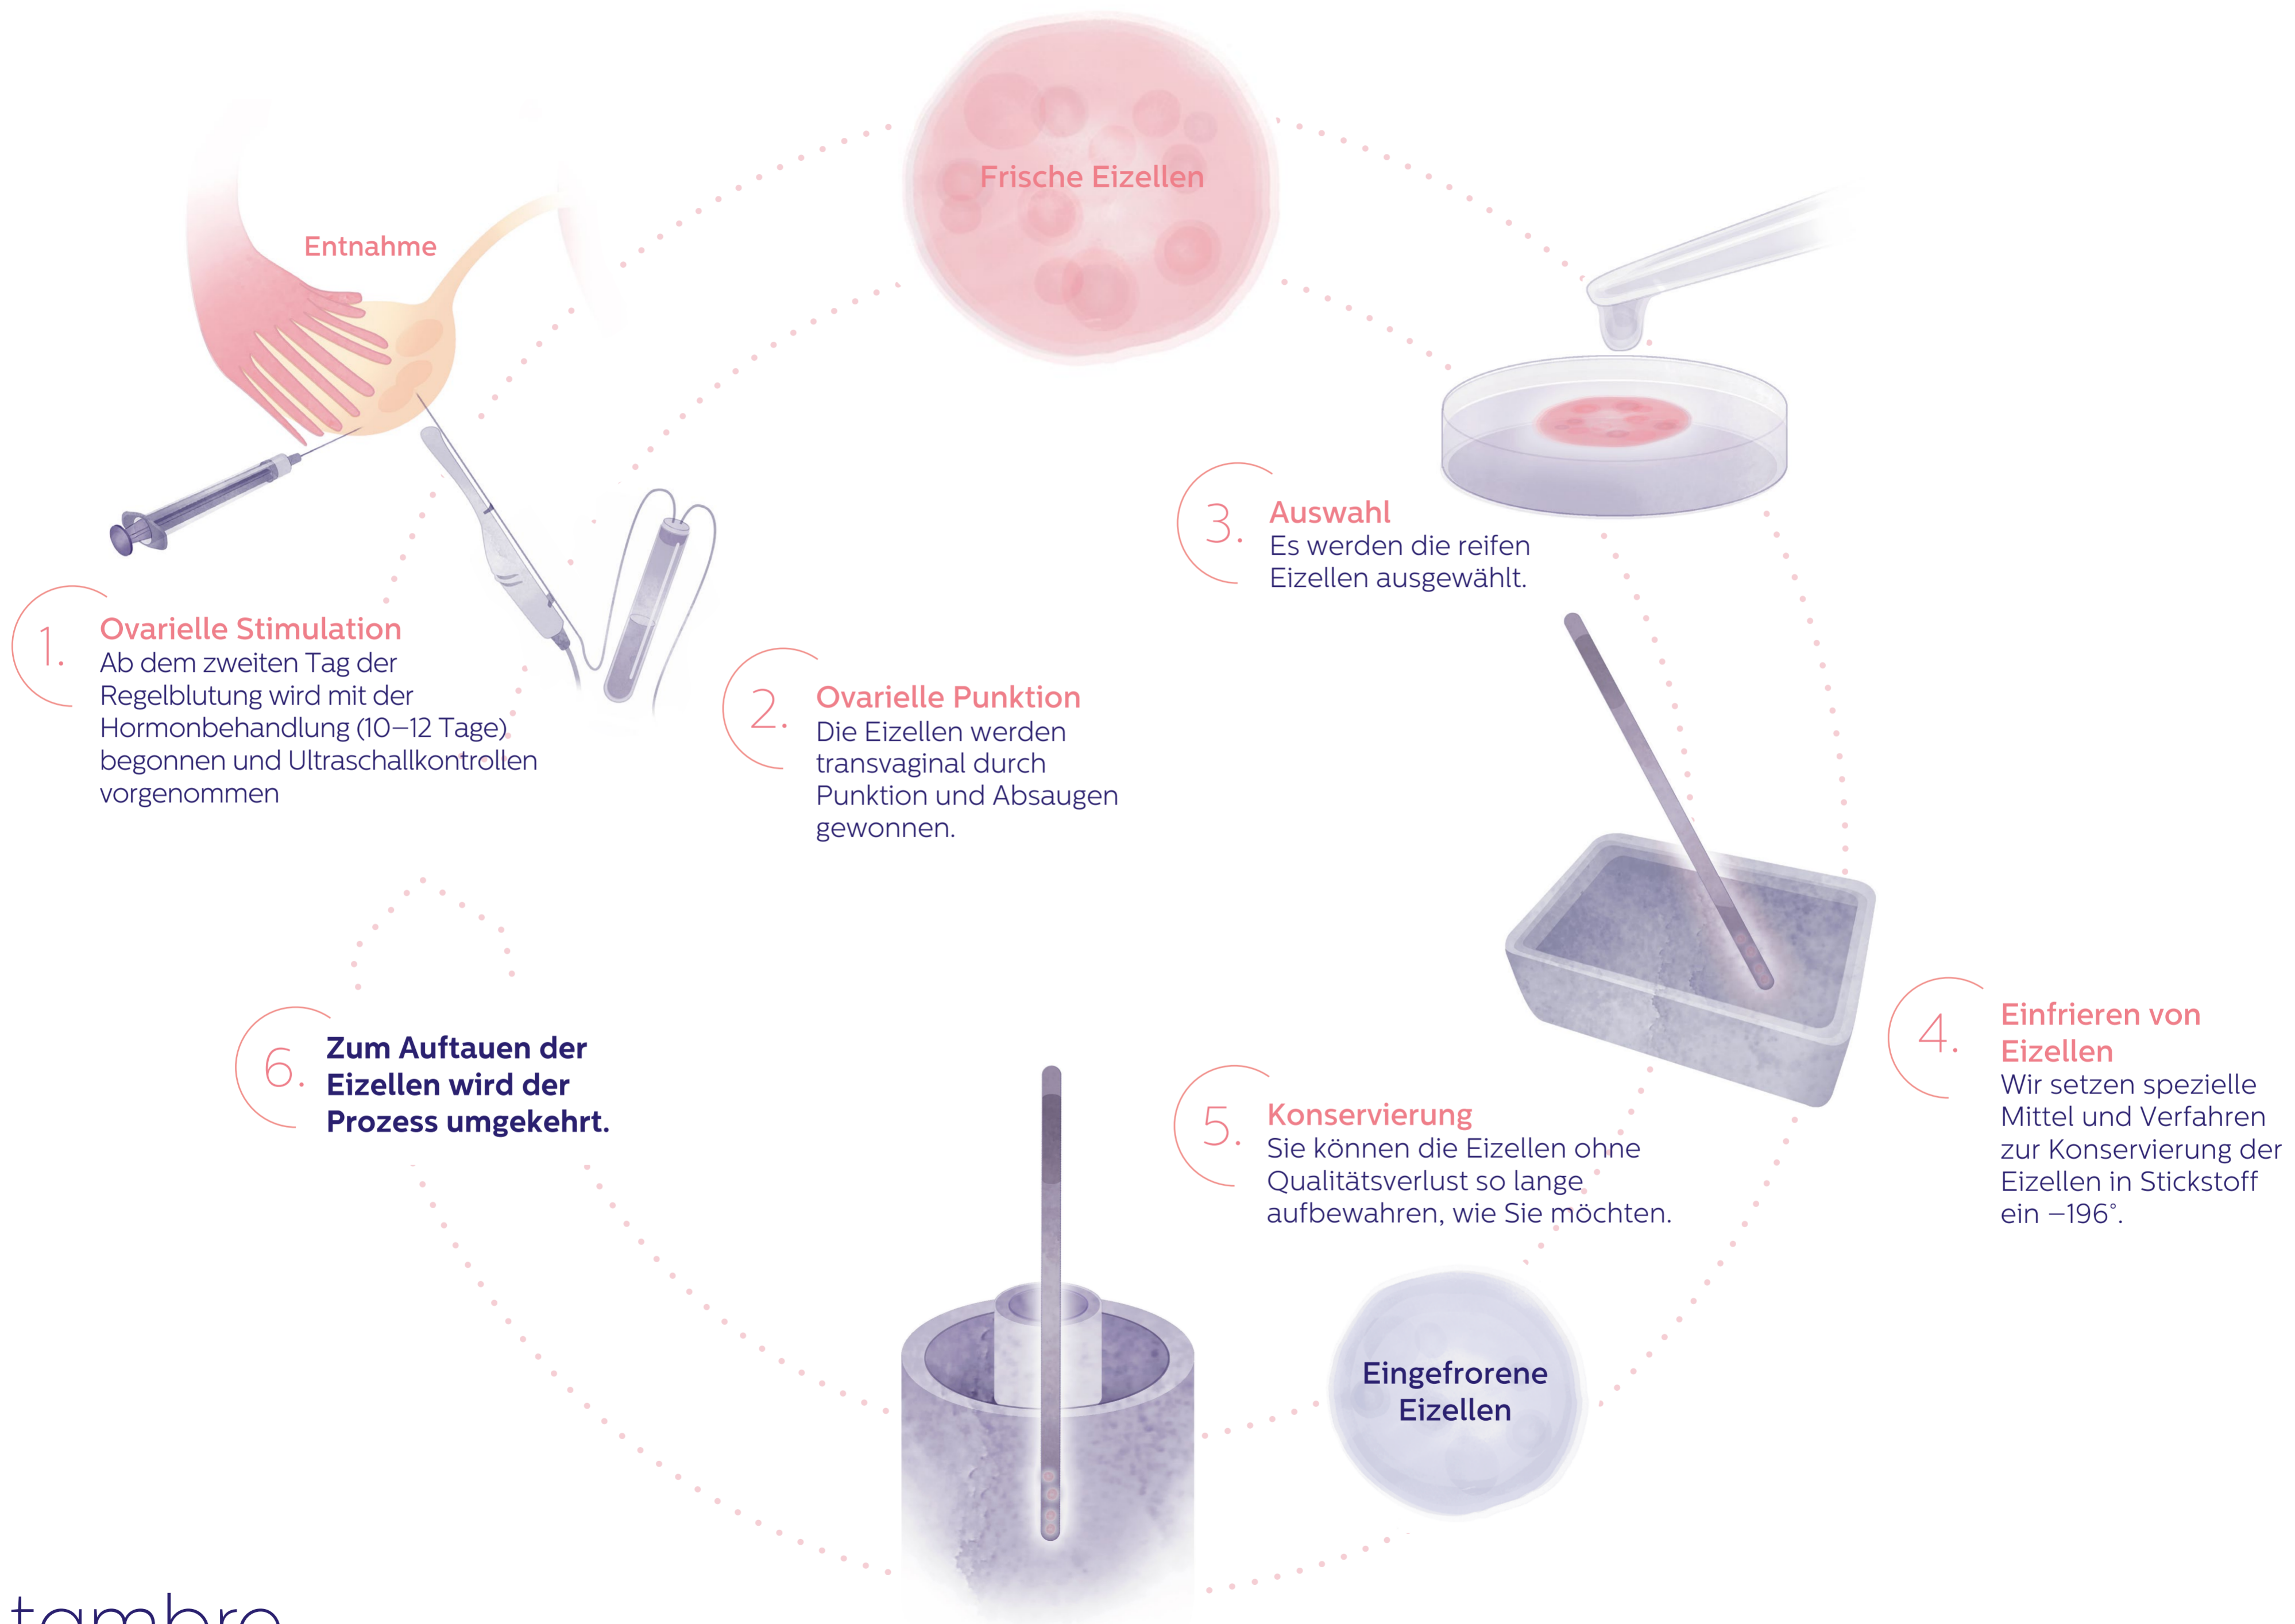 Frische Eizellen
Entnahme
1.
Ovarielle Stimulation
Ab dem zweiten Tag der
Regelblutung wird mit der
Hormonbehandlung (10–12 Tage)
begonnen und Ultraschallkontrollen
vorgenommen
2.
Ovarielle Punktion
Die Eizellen werden
transvaginal durch
Punktion und Absaugen
gewonnen.
3.
Auswahl
Es werden die reifen
Eizellen ausgewählt.
4.
Einfrieren von
Eizellen
Wir setzen spezielle
Mittel und Verfahren
zur Konservierung der
Eizellen in Stickstoff
ein –196°.
5.
Konservierung
Sie können die Eizellen ohne
Qualitätsverlust so lange
aufbewahren, wie Sie möchten.
Eingefrorene
Eizellen
6.
Zum Auftauen der
Eizellen wird der
Prozess umgekehrt.
tambre